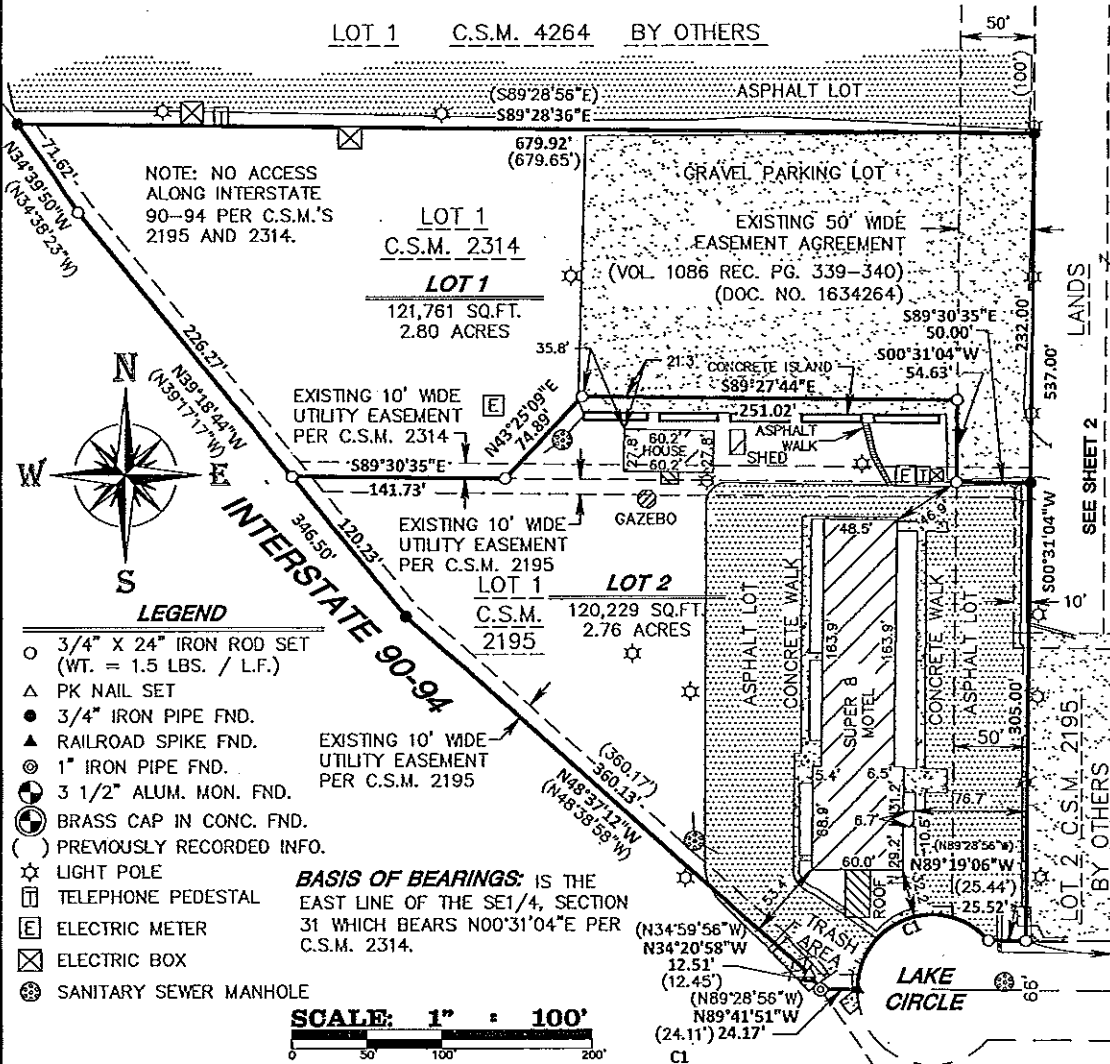 LOT 1 C.S.M. 4264 BY OTHERS
50'
(100')
ASPHALT LOT
(S89°28'56"E)
S89°28'36"E
679.92'
(679.65')
71.62'
N34°39'50"W
(N34°38'23"W)
NOTE: NO ACCESS
ALONG INTERSTATE
90-94 PER C.S.M.'S
2195 AND 2314.
LOT 1
C.S.M. 2314
LOT 1
121,761 SQ.FT.
2.80 ACRES
GRAVEL PARKING LOT
EXISTING 50' WIDE
EASEMENT AGREEMENT
(VOL. 1086 REC. PG. 339-340)
(DOC. NO. 1634264)
S89°30'35"E
50.00'
S00°31'04"W
54.63'
232.00'
537.00'
LANDS
SEE SHEET 2
226.27'
N39°18'44"W
(N39°17'17"W)
35.8'
21.3'
CONCRETE ISLAND
S89°27'44"E
251.02'
ASPHALT
WALK
EXISTING 10' WIDE
UTILITY EASEMENT
PER C.S.M. 2314
E
N43°25'09"E
74.89'
60.2'
27.8'
HOUSE
27.8'
60.2'
SHED
E T
S89°30'35"E
141.73'
GAZEBO
N
W E
S
346.50'
120.23'
INTERSTATE 90-94
EXISTING 10' WIDE
UTILITY EASEMENT
PER C.S.M. 2195
LOT 1
C.S.M.
2195
LOT 2
120,229 SQ.FT.
2.76 ACRES
48.5'
46.9'
S00°31'04"W
10'
ASPHALT LOT
CONCRETE WALK
163.9'
SUPER 8
MOTEL
163.9'
CONCRETE WALK
ASPHALT LOT
50'
305.00'
LOT 2 C.S.M. 2195
BY OTHERS
LEGEND
3/4" X 24" IRON ROD SET
(WT. = 1.5 LBS. / L.F.)
PK NAIL SET
3/4" IRON PIPE FND.
RAILROAD SPIKE FND.
1" IRON PIPE FND.
3 1/2" ALUM. MON. FND.
BRASS CAP IN CONC. FND.
( ) PREVIOUSLY RECORDED INFO.
LIGHT POLE
T TELEPHONE PEDESTAL
E ELECTRIC METER
ELECTRIC BOX
SANITARY SEWER MANHOLE
EXISTING 10' WIDE
UTILITY EASEMENT
PER C.S.M. 2195
(360.17')
360.13'
N48°37'12"W
(N48°38'58"W)
5.4'
6.5'
31.2'
76.7'
68.9'
6.7'
10.5'
29.2'
60.0'
ROOF
53.4'
(N89°28'56"W)
N89°19'06"W
(25.44')
25.52'
C1
BASIS OF BEARINGS: IS THE
EAST LINE OF THE SE1/4, SECTION
31 WHICH BEARS N00°31'04"E PER
C.S.M. 2314.
TRASH
AREA
(N34°59'56"W)
N34°20'58"W
12.51'
(12.45')
(N89°28'56"W)
N89°41'51"W
(24.11') 24.17'
E
LAKE
CIRCLE
66'
SCALE: 1" = 100'
0 50' 100' 200'
C1